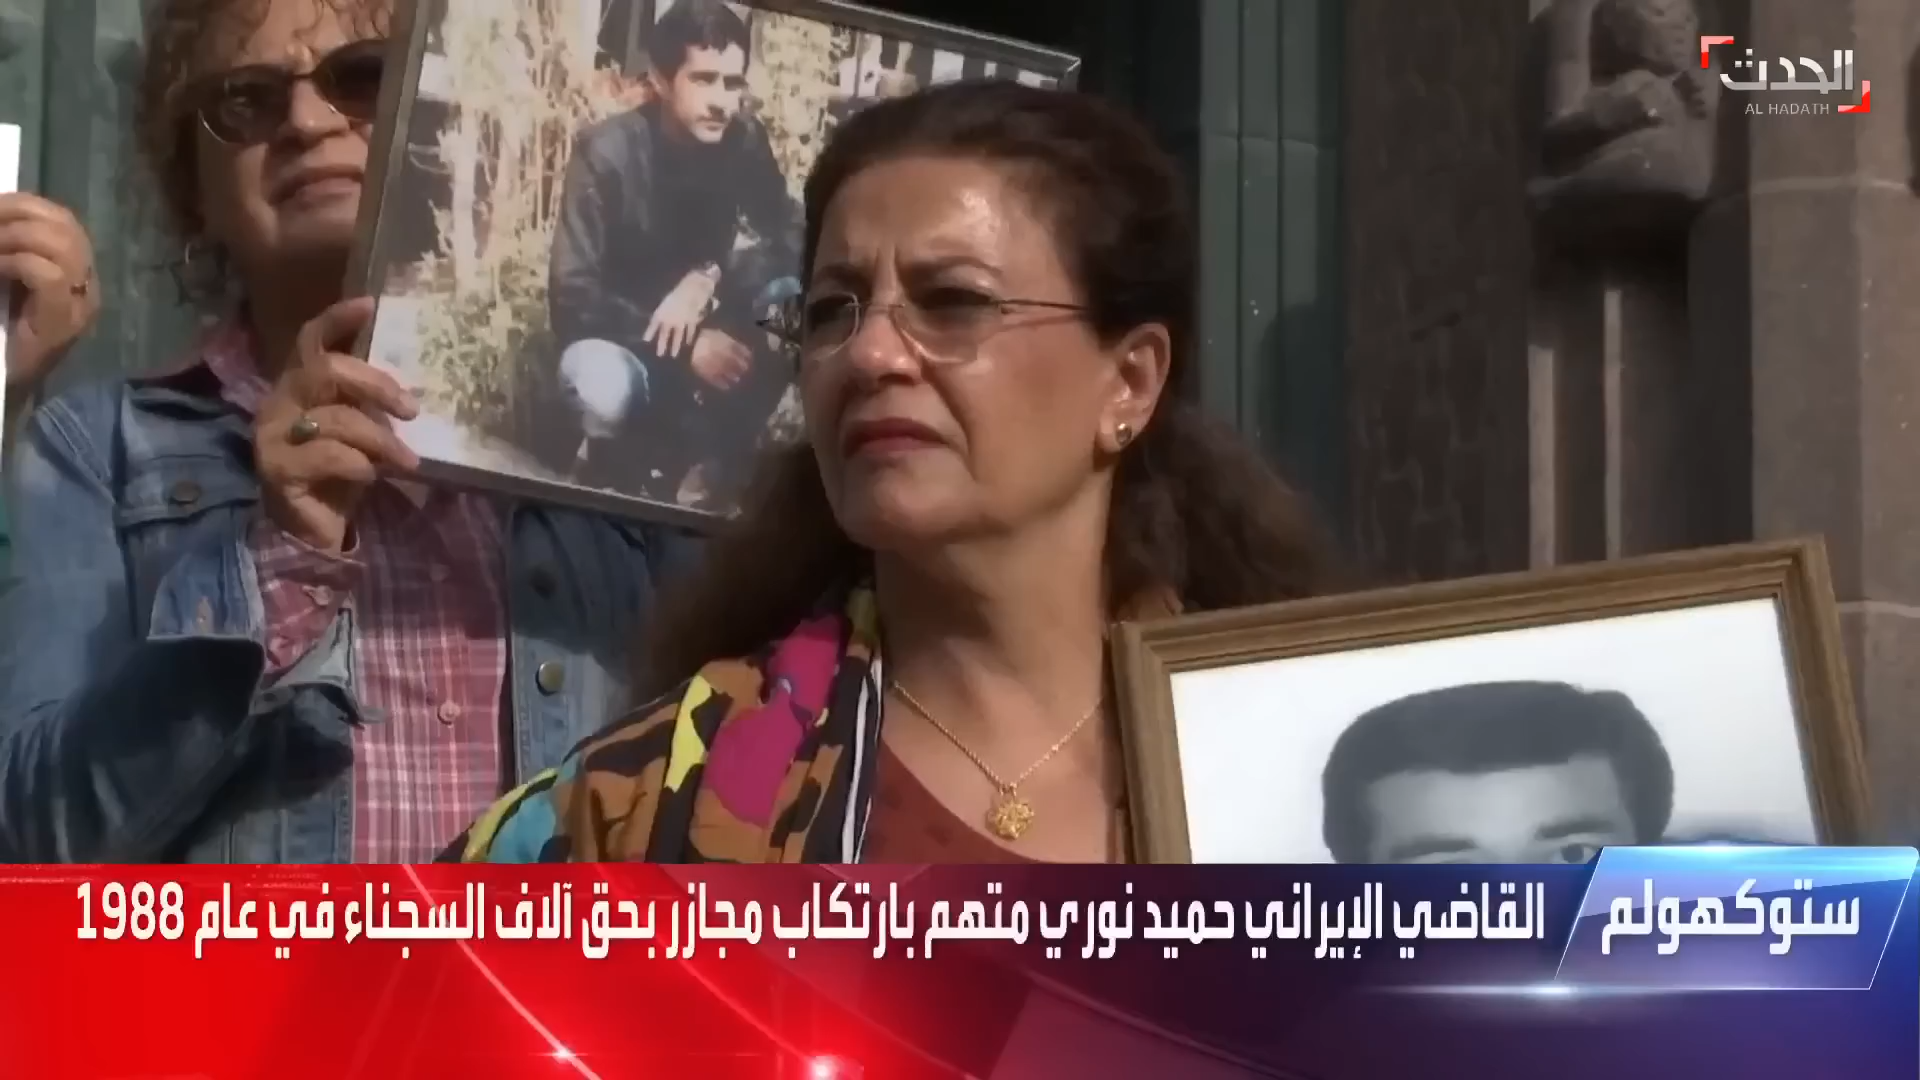 الحدث
AL HADATH
ستوكهولم
القاضي الإيراني حميد نوري متهم بارتكاب مجازر بحق آلاف السجناء في عام 1988